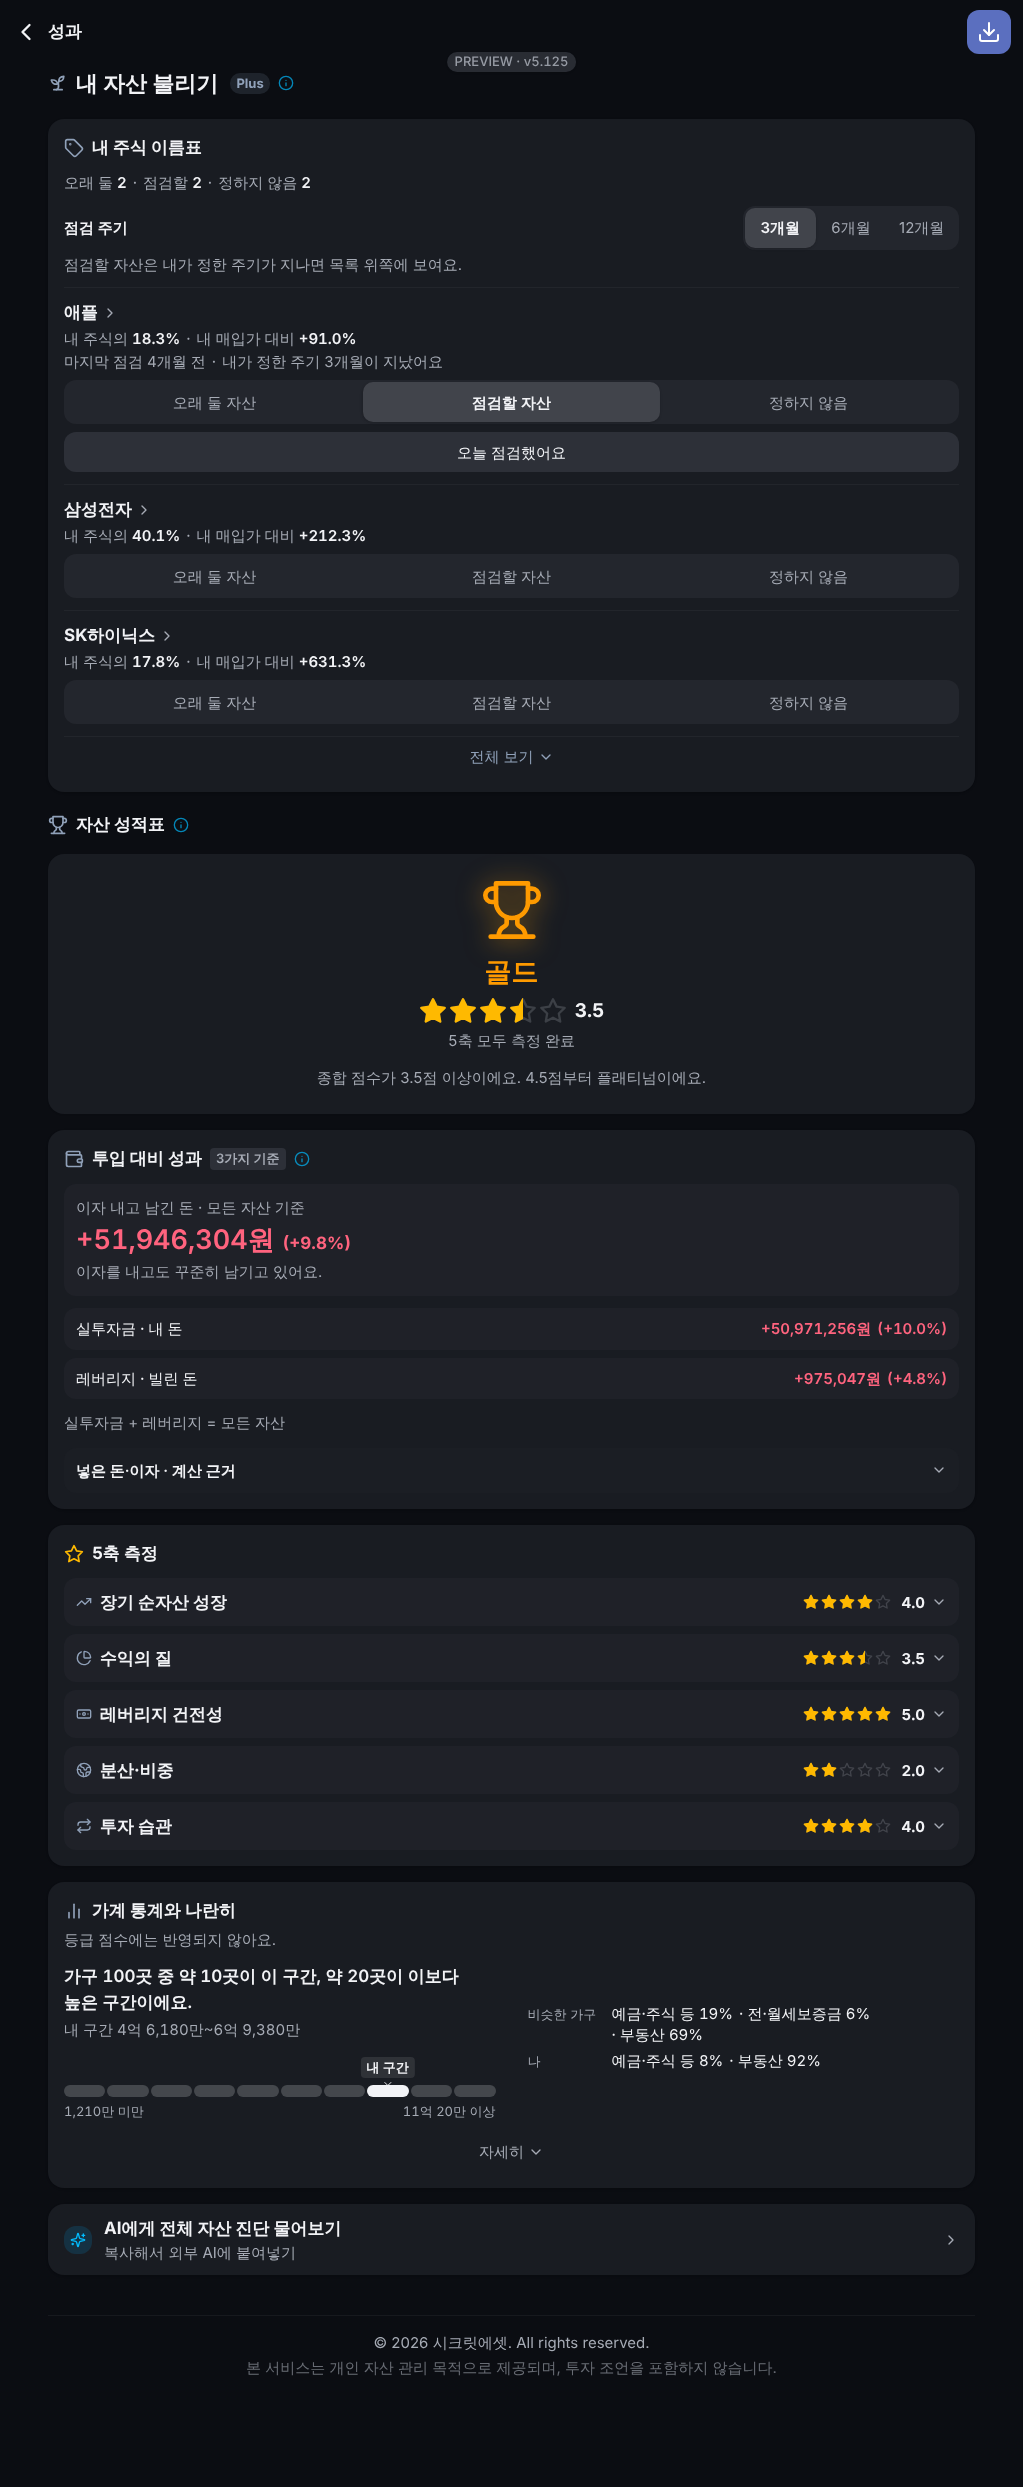 성과
PREVIEW · v5.125
내 자산 불리기 Plus
내 주식 이름표
오래 둘 2 · 점검할 2 · 정하지 않음 2
점검 주기
3개월 6개월 12개월
점검할 자산은 내가 정한 주기가 지나면 목록 위쪽에 보여요.
애플
내 주식의 18.3% · 내 매입가 대비 +91.0%
마지막 점검 4개월 전 · 내가 정한 주기 3개월이 지났어요
오래 둘 자산 점검할 자산 정하지 않음
오늘 점검했어요
삼성전자
내 주식의 40.1% · 내 매입가 대비 +212.3%
오래 둘 자산 점검할 자산 정하지 않음
SK하이닉스
내 주식의 17.8% · 내 매입가 대비 +631.3%
오래 둘 자산 점검할 자산 정하지 않음
전체 보기
자산 성적표
골드
3.5
5축 모두 측정 완료
종합 점수가 3.5점 이상이에요. 4.5점부터 플래티넘이에요.
투입 대비 성과 3가지 기준
이자 내고 남긴 돈 · 모든 자산 기준
+51,946,304원 (+9.8%)
이자를 내고도 꾸준히 남기고 있어요.
실투자금 · 내 돈 +50,971,256원 (+10.0%)
레버리지 · 빌린 돈 +975,047원 (+4.8%)
실투자금 + 레버리지 = 모든 자산
넣은 돈·이자 · 계산 근거
5축 측정
장기 순자산 성장 4.0
수익의 질 3.5
레버리지 건전성 5.0
분산·비중 2.0
투자 습관 4.0
가계 통계와 나란히
등급 점수에는 반영되지 않아요.
가구 100곳 중 약 10곳이 이 구간, 약 20곳이 이보다
높은 구간이에요.
내 구간 4억 6,180만~6억 9,380만
내 구간
1,210만 미만 11억 20만 이상
비슷한 가구 예금·주식 등 19% · 전·월세보증금 6%
· 부동산 69%
나 예금·주식 등 8% · 부동산 92%
자세히
AI에게 전체 자산 진단 물어보기
복사해서 외부 AI에 붙여넣기
© 2026 시크릿에셋. All rights reserved.
본 서비스는 개인 자산 관리 목적으로 제공되며, 투자 조언을 포함하지 않습니다.